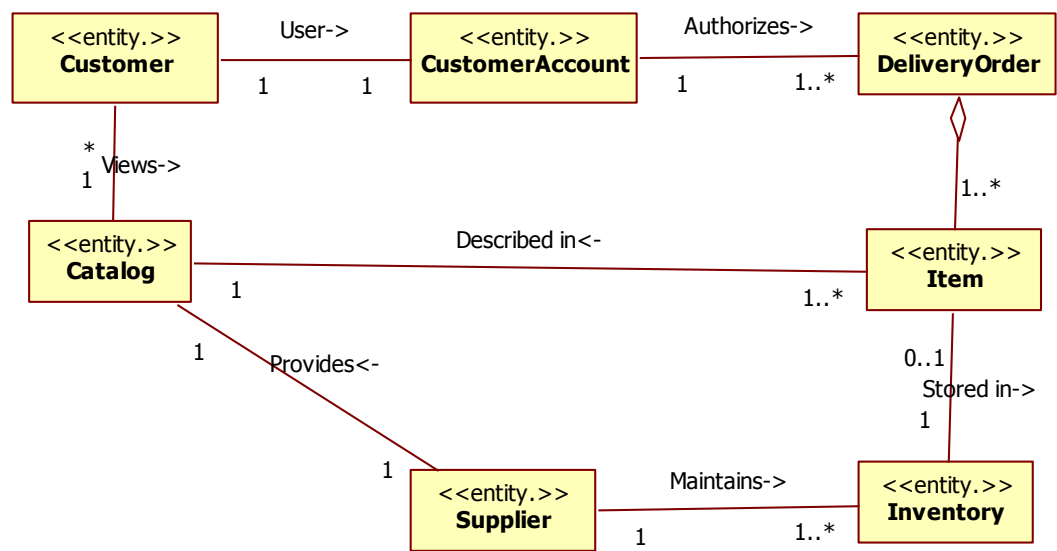 <<entity.>>
Customer
User->
1
1
<<entity.>>
CustomerAccount
Authorizes->
1
1..*
<<entity.>>
DeliveryOrder
*
Views->
1
1..*
<<entity.>>
Catalog
Described in<-
1
1..*
<<entity.>>
Item
1
Provides<-
1
0..1
Stored in->
1
<<entity.>>
Supplier
Maintains->
1
1..*
<<entity.>>
Inventory